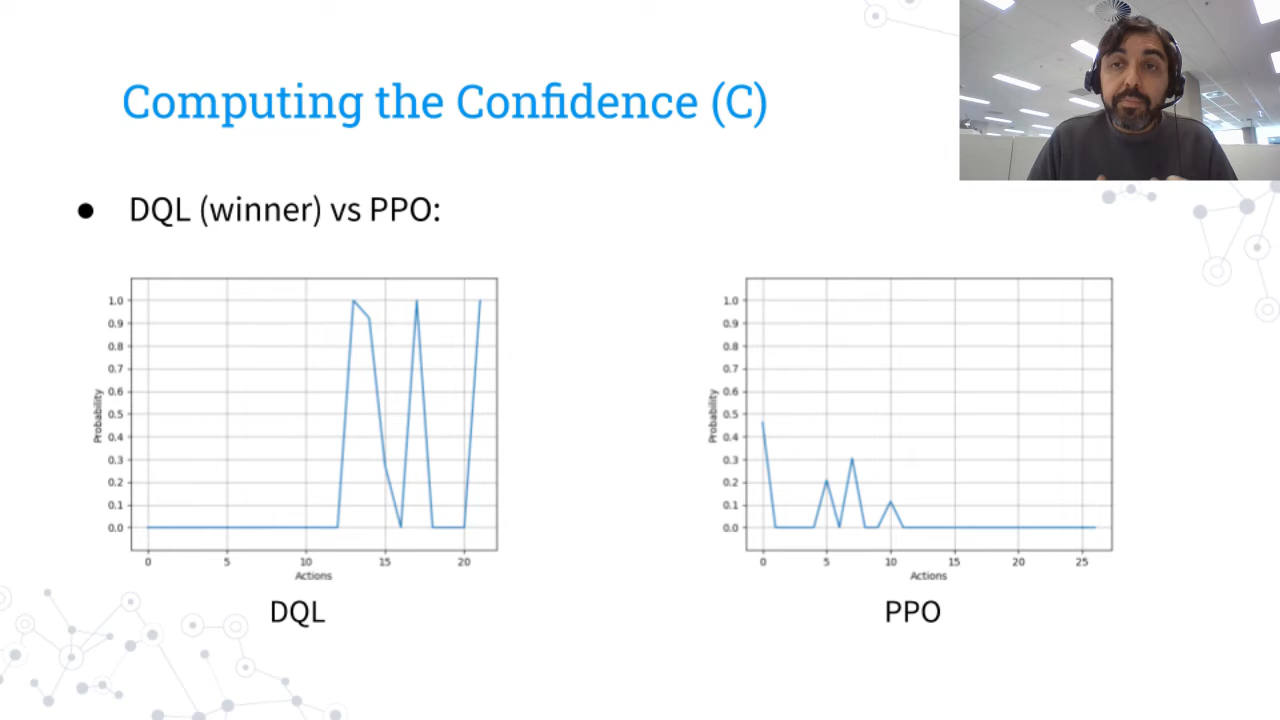 Computing the Confidence (C)
● DQL (winner) vs PPO:
1.0
0.9
0.8
0.7
0.6
0.5
0.4
0.3
0.2
0.1
0.0
Probability
0 5 10 15 20
Actions
DQL
1.0
0.9
0.8
0.7
0.6
0.5
0.4
0.3
0.2
0.1
0.0
Probability
0 5 10 15 20 25
Actions
PPO